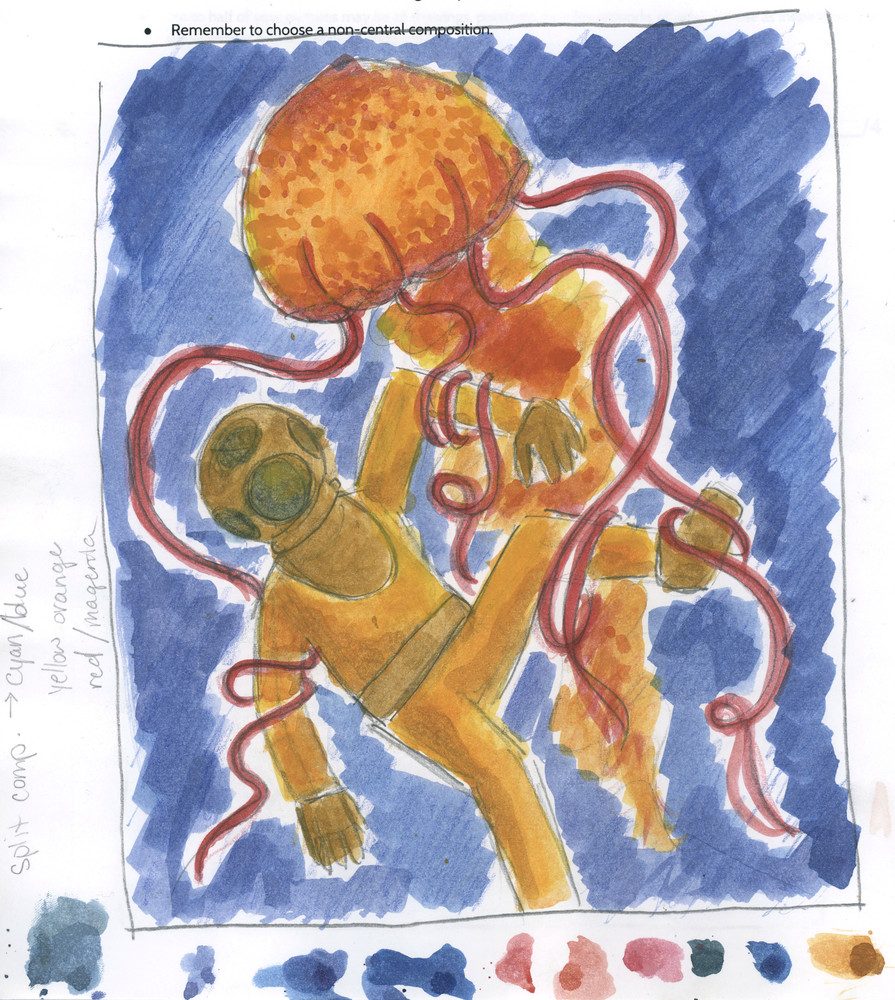 • Remember to choose a non-central composition.
split comp. → cyan/blue
yellow orange
red/magenta